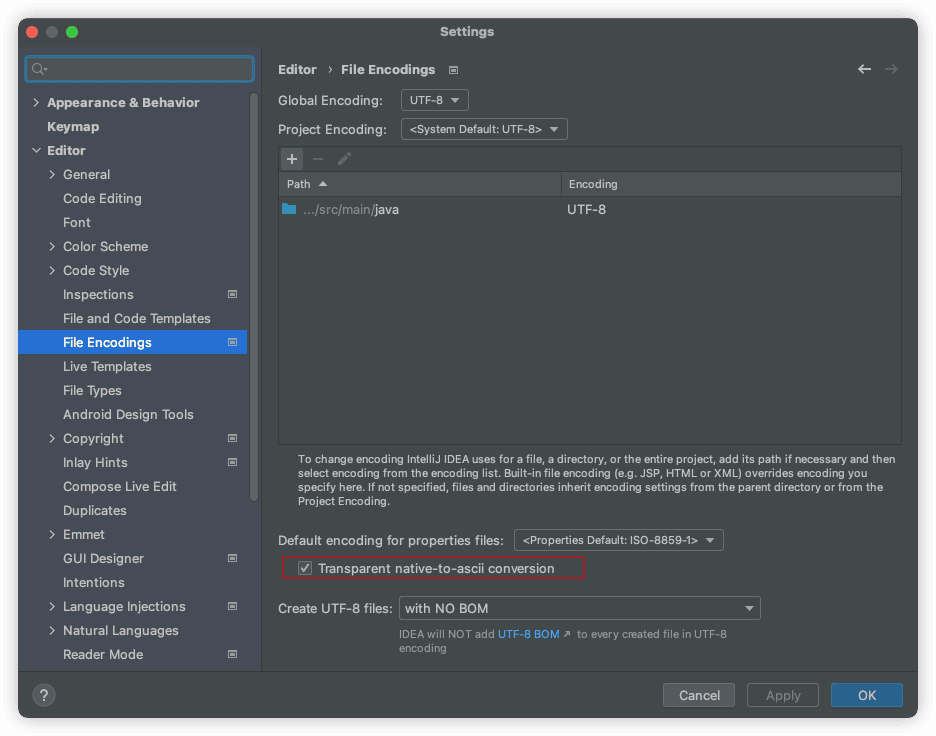 Settings
Appearance & Behavior
Keymap
Editor
General
Code Editing
Font
Color Scheme
Code Style
Inspections
File and Code Templates
File Encodings
Live Templates
File Types
Android Design Tools
Copyright
Inlay Hints
Compose Live Edit
Duplicates
Emmet
GUI Designer
Intentions
Language Injections
Natural Languages
Reader Mode
Editor › File Encodings
Global Encoding: UTF-8
Project Encoding: <System Default: UTF-8>
Path Encoding
.../src/main/java UTF-8
To change encoding IntelliJ IDEA uses for a file, a directory, or the entire project, add its path if necessary and then
select encoding from the encoding list. Built-in file encoding (e.g. JSP, HTML or XML) overrides encoding you
specify here. If not specified, files and directories inherit encoding settings from the parent directory or from the
Project Encoding.
Default encoding for properties files: <Properties Default: ISO-8859-1>
Transparent native-to-ascii conversion
Create UTF-8 files: with NO BOM
IDEA will NOT add UTF-8 BOM ↗ to every created file in UTF-8
encoding
? Cancel Apply OK